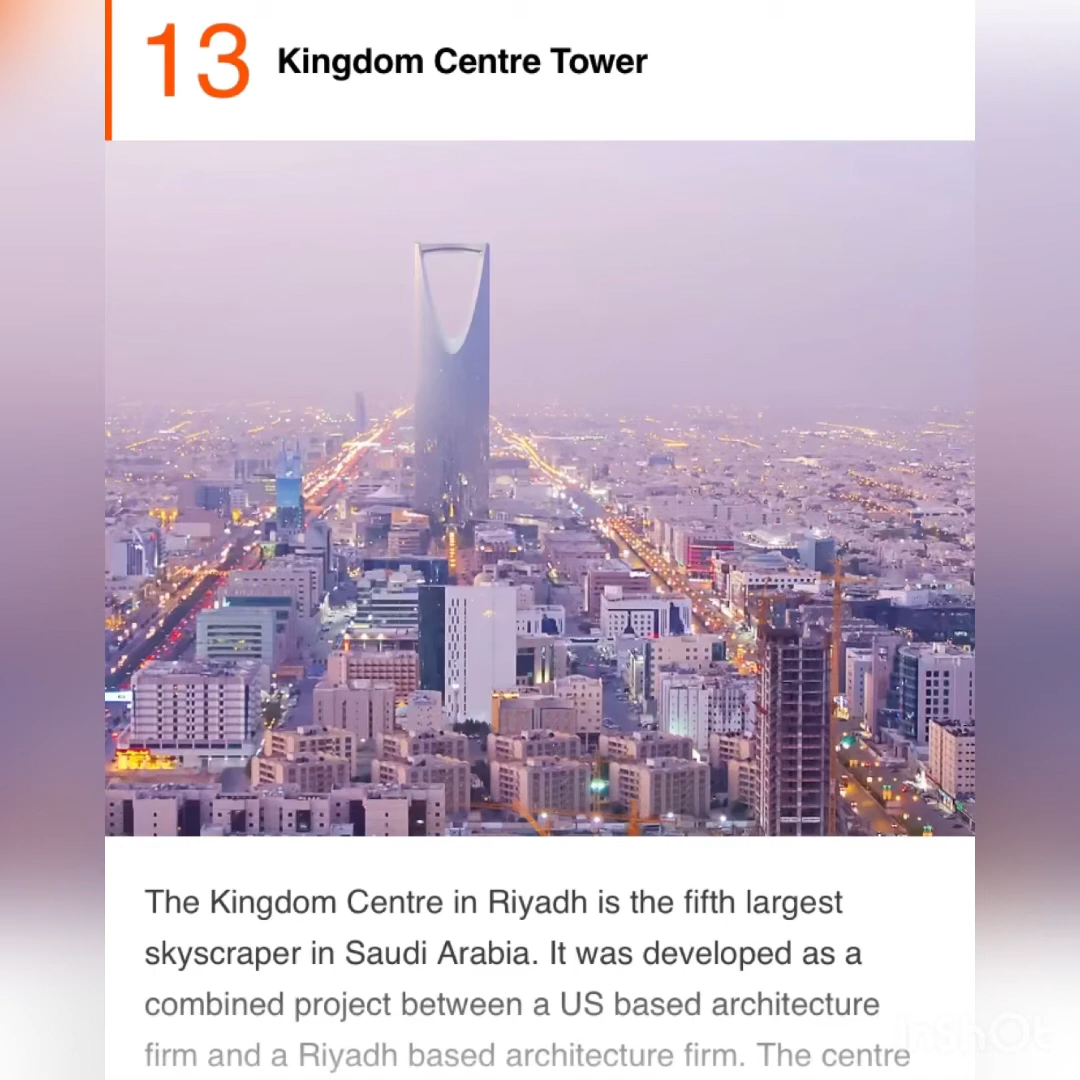 13 Kingdom Centre Tower
The Kingdom Centre in Riyadh is the fifth largest
skyscraper in Saudi Arabia. It was developed as a
combined project between a US based architecture
firm and a Riyadh based architecture firm. The centre
InShOt